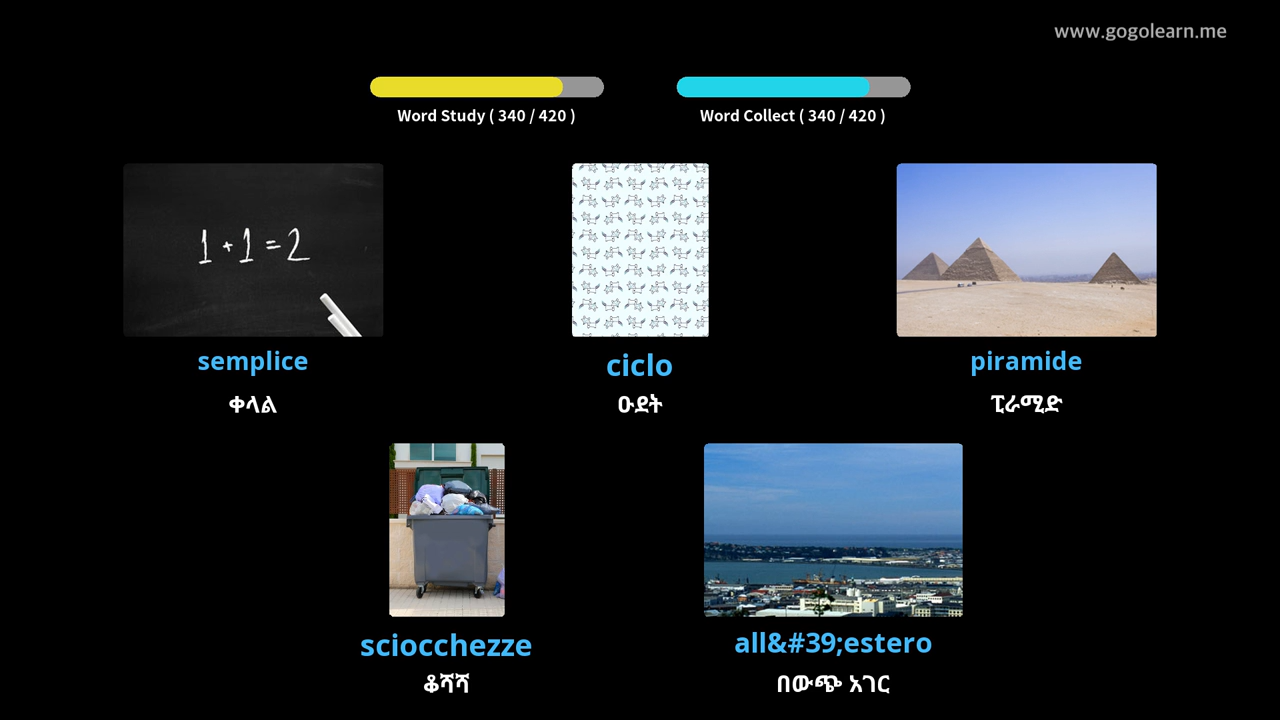 www.gogolearn.me
Word Study ( 340 / 420 )
Word Collect ( 340 / 420 )
1 + 1 = 2
semplice
ciclo
piramide
ቀላል
ዑደት
ፒራሚድ
sciocchezze
all&#39;estero
ቆሻሻ
በውጭ አገር